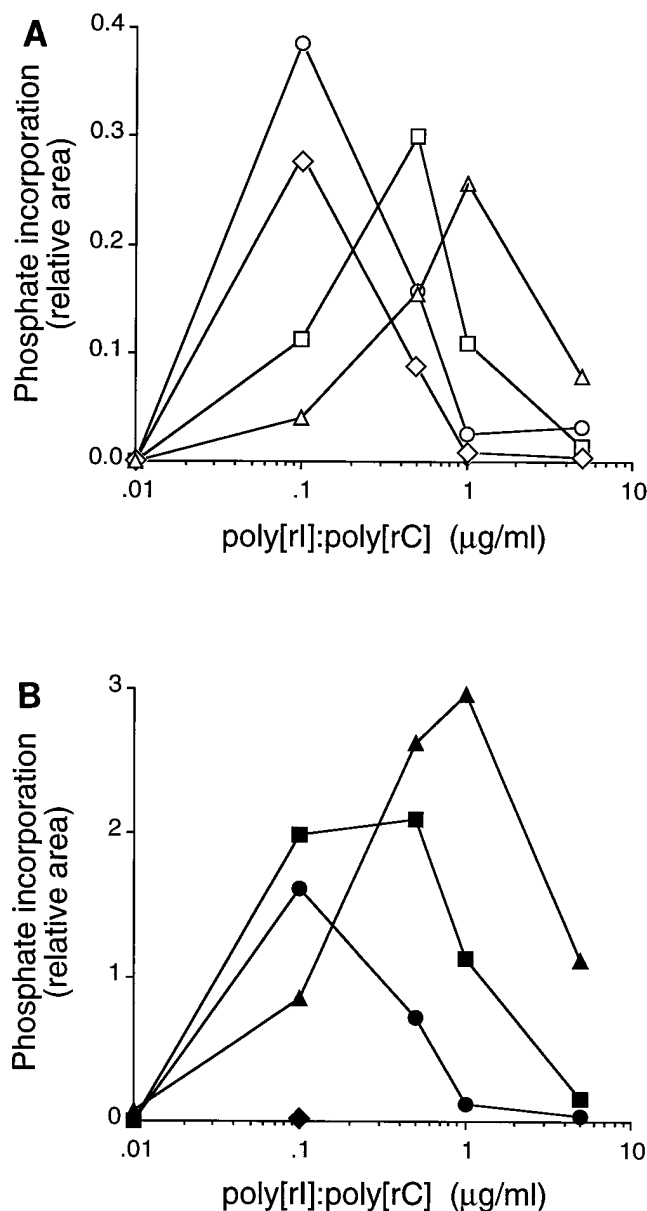 A
Phosphate incorporation
(relative area)
0.4
0.3
0.2
0.1
0.0
.01
.1
1
10
poly[rI]:poly[rC] (μg/ml)
B
Phosphate incorporation
(relative area)
3
2
1
0
.01
.1
1
10
poly[rI]:poly[rC] (μg/ml)